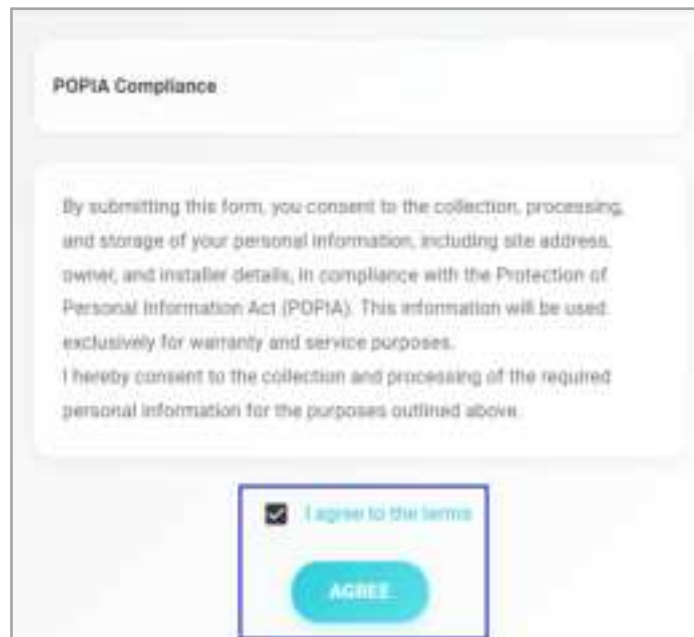 POPIA Compliance
By submitting this form, you consent to the collection, processing,
and storage of your personal information, including site address,
owner, and installer details, in compliance with the Protection of
Personal Information Act (POPIA). This information will be used
exclusively for warranty and service purposes.
I hereby consent to the collection and processing of the required
personal information for the purposes outlined above.
I agree to the terms
AGREE